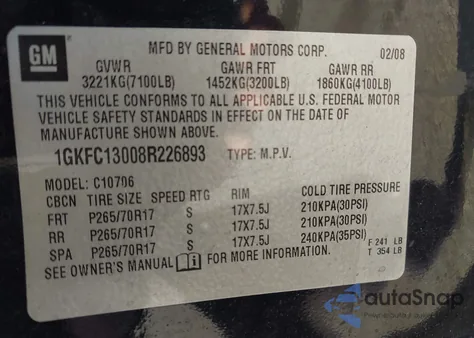 GM
MFD BY GENERAL MOTORS CORP. 02/08
GVWR GAWR FRT GAWR RR
3221KG(7100LB) 1452KG(3200LB) 1860KG(4100LB)
THIS VEHICLE CONFORMS TO ALL APPLICABLE U.S. FEDERAL MOTOR
VEHICLE SAFETY STANDARDS IN EFFECT ON THE DATE OF
MANUFACTURE SHOWN ABOVE.
1GKFC13008R226893 TYPE: M.P.V.
MODEL: C10706
CBCN TIRE SIZE SPEED RTG RIM COLD TIRE PRESSURE
FRT P265/70R17 S 17X7.5J 210KPA(30PSI)
RR P265/70R17 S 17X7.5J 210KPA(30PSI)
SPA P265/70R17 S 17X7.5J 240KPA(35PSI)
F 241 LB
T 354 LB
SEE OWNER'S MANUAL FOR MORE INFORMATION.
autoSnap